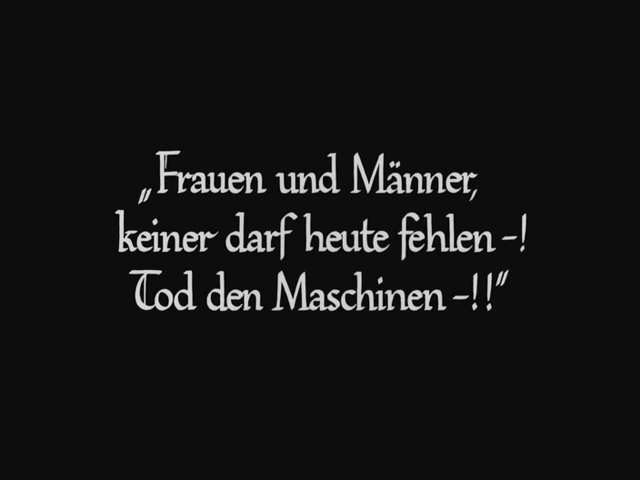 „Frauen und Männer,
keiner darf heute fehlen -!
Tod den Maschinen -!!"